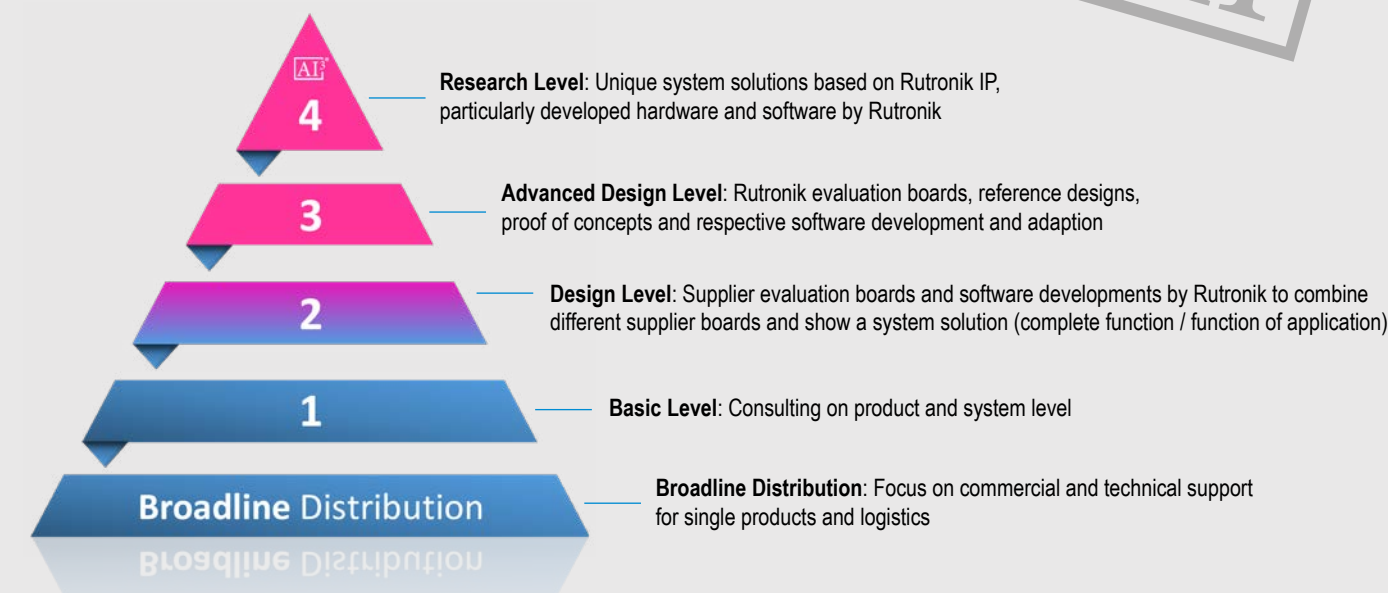 AI³
4
Research Level: Unique system solutions based on Rutronik IP,
particularly developed hardware and software by Rutronik
3
Advanced Design Level: Rutronik evaluation boards, reference designs,
proof of concepts and respective software development and adaption
2
Design Level: Supplier evaluation boards and software developments by Rutronik to combine
different supplier boards and show a system solution (complete function / function of application)
1
Basic Level: Consulting on product and system level
Broadline Distribution
Broadline Distribution: Focus on commercial and technical support
for single products and logistics